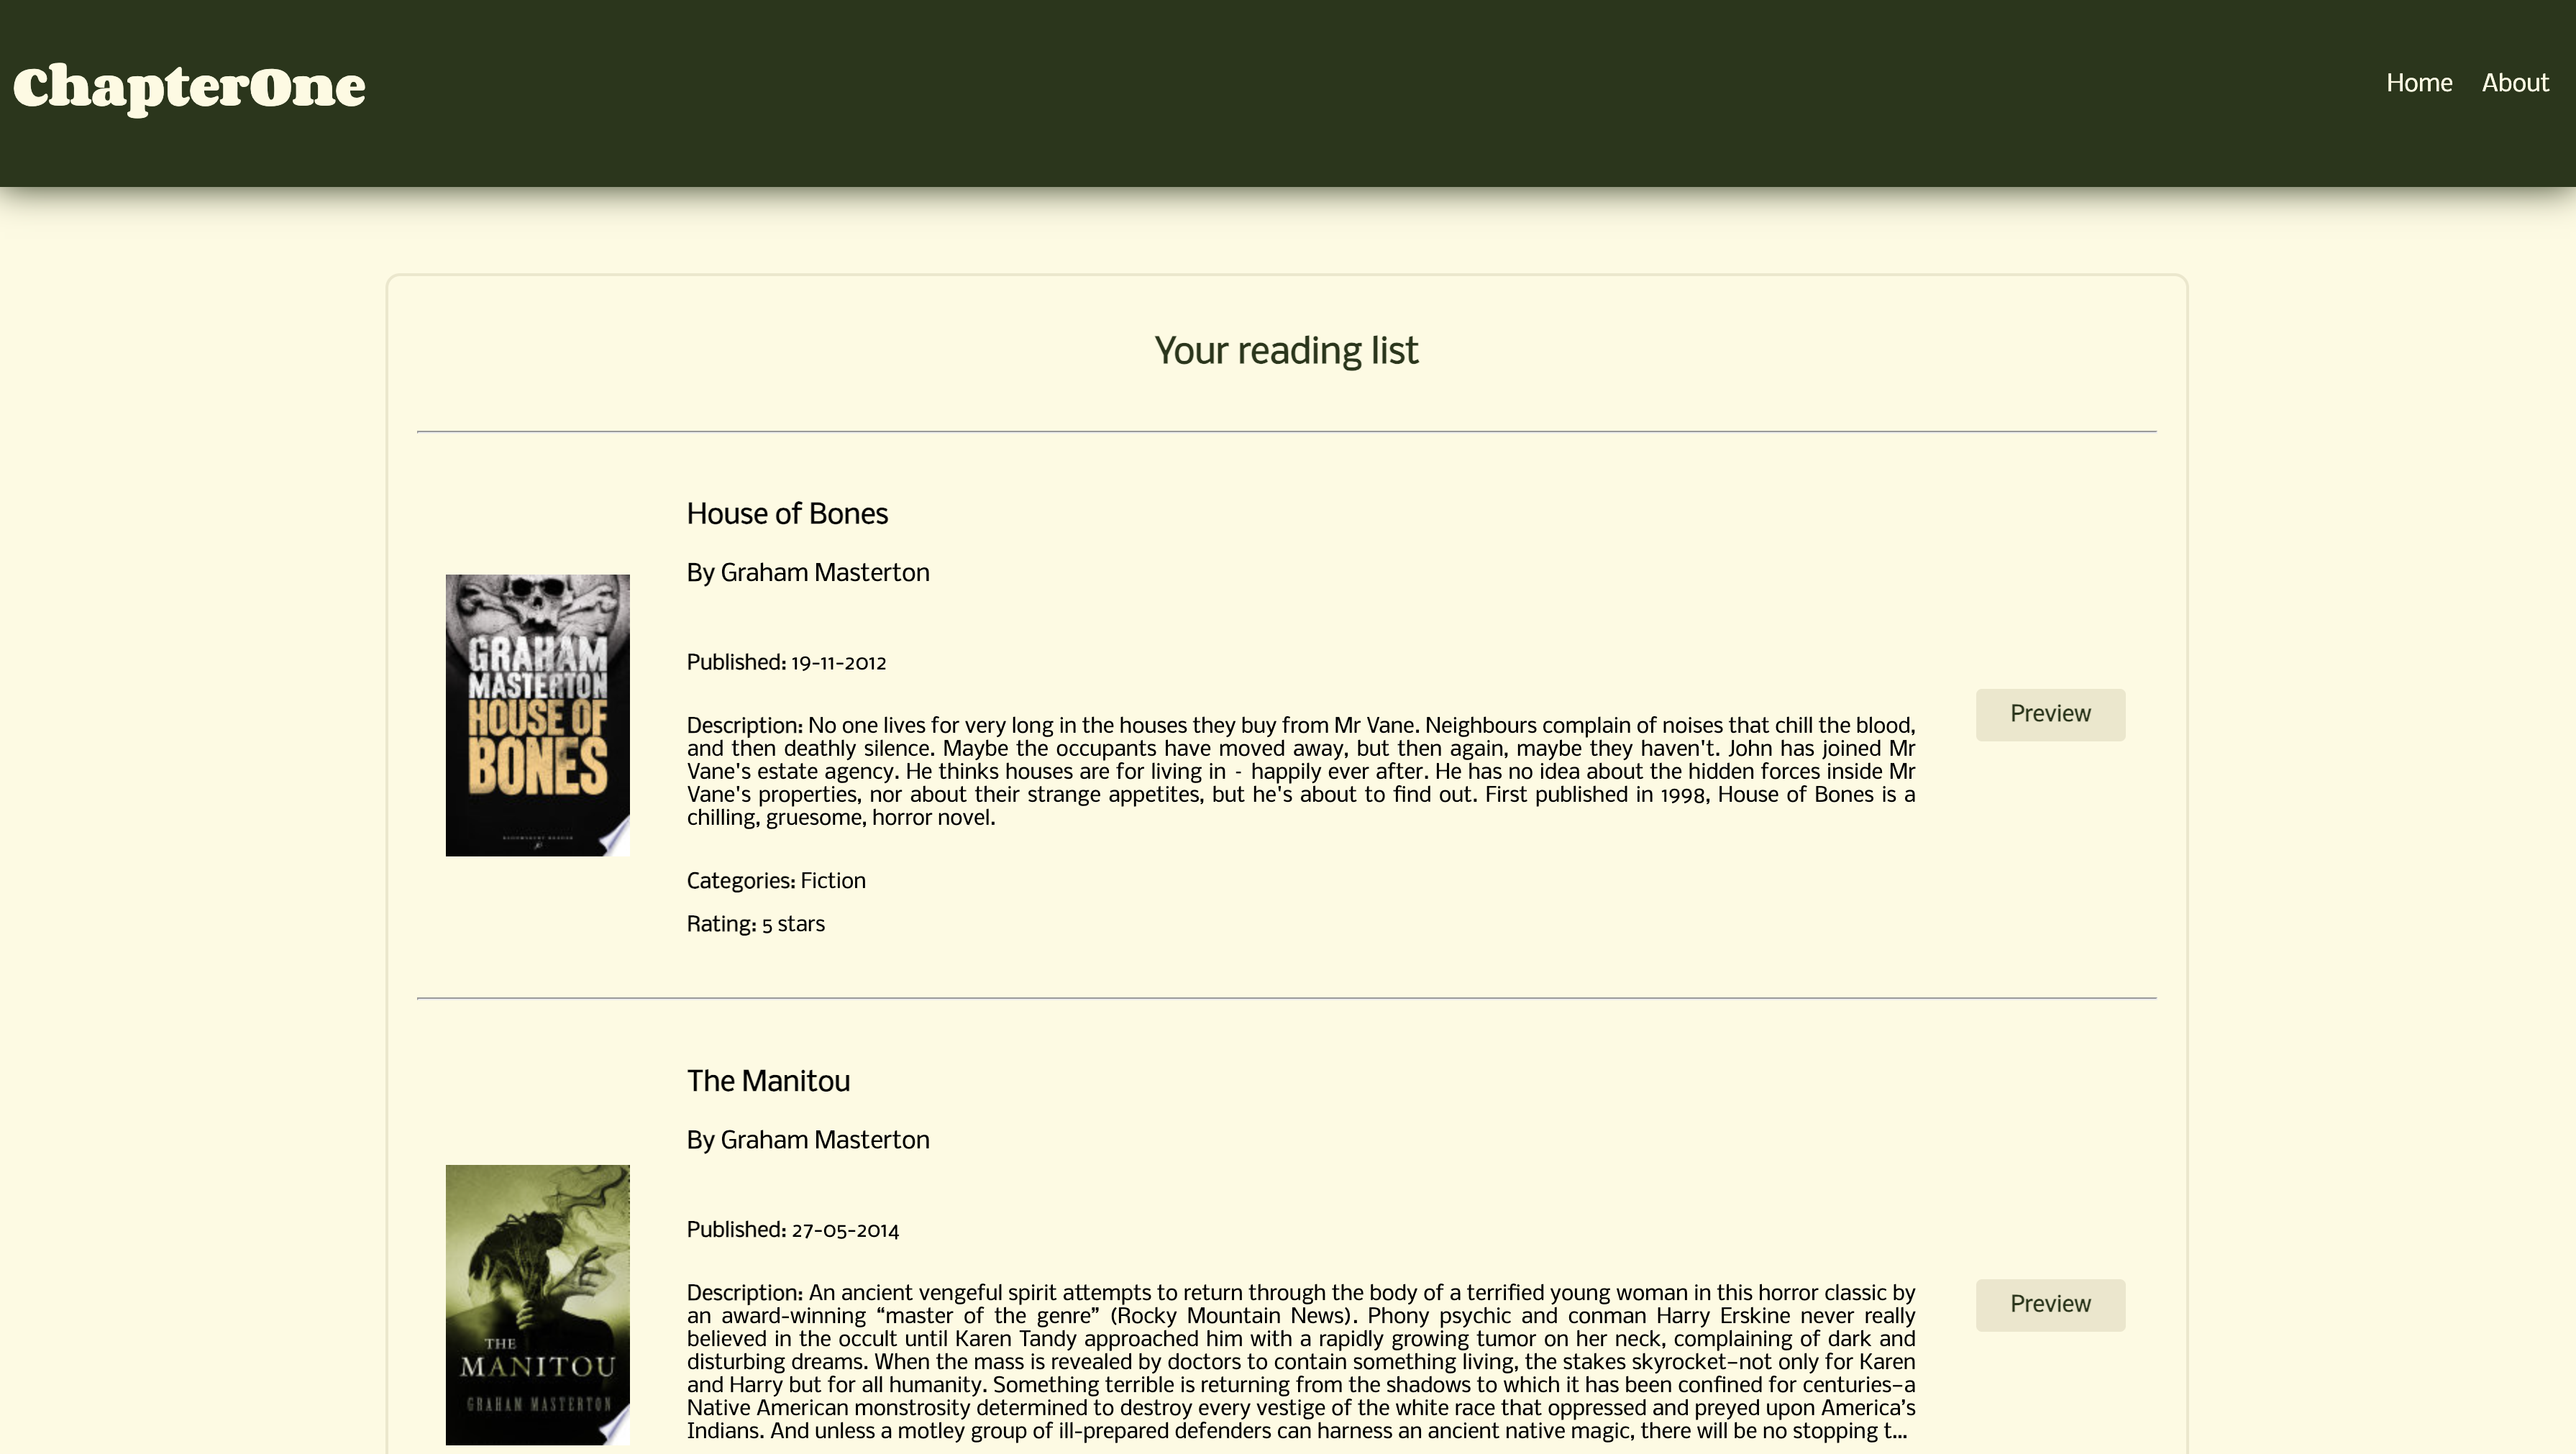 ChapterOne
Home
About
Your reading list
House of Bones
By Graham Masterton
GRAHAM
MASTERTON
HOUSE OF
BONES
Published: 19-11-2012
Description: No one lives for very long in the houses they buy from Mr Vane. Neighbours complain of noises that chill the blood,
and then deathly silence. Maybe the occupants have moved away, but then again, maybe they haven't. John has joined Mr
Vane's estate agency. He thinks houses are for living in - happily ever after. He has no idea about the hidden forces inside Mr
Vane's properties, nor about their strange appetites, but he's about to find out. First published in 1998, House of Bones is a
chilling, gruesome, horror novel.
Preview
Categories: Fiction
Rating: 5 stars
The Manitou
By Graham Masterton
THE
MANITOU
GRAHAM MASTERTON
Published: 27-05-2014
Description: An ancient vengeful spirit attempts to return through the body of a terrified young woman in this horror classic by
an award-winning “master of the genre” (Rocky Mountain News). Phony psychic and conman Harry Erskine never really
believed in the occult until Karen Tandy approached him with a rapidly growing tumor on her neck, complaining of dark and
disturbing dreams. When the mass is revealed by doctors to contain something living, the stakes skyrocket—not only for Karen
and Harry but for all humanity. Something terrible is returning from the shadows to which it has been confined for centuries—a
Native American monstrosity determined to destroy every vestige of the white race that oppressed and preyed upon America’s
Indians. And unless a motley group of ill-prepared defenders can harness an ancient native magic, there will be no stopping t...
Preview